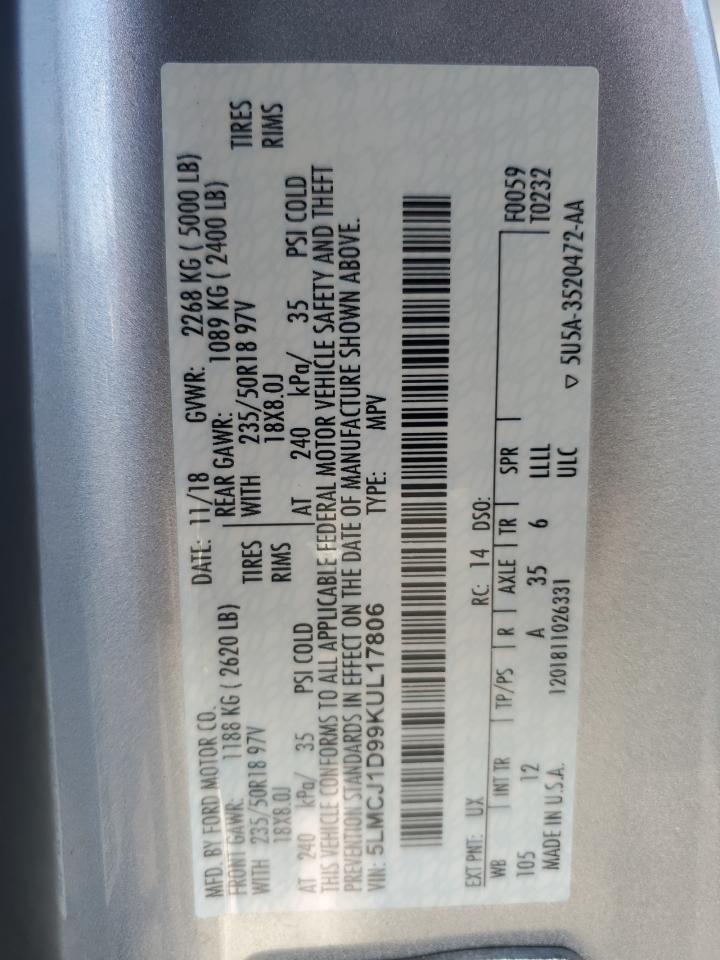 MFD. BY FORD MOTOR CO.
DATE: 11/18 GVWR: 2268 KG ( 5000 LB)
FRONT GAWR: 1188 KG ( 2620 LB) REAR GAWR: 1089 KG ( 2400 LB)
WITH 235/50R18 97V TIRES WITH 235/50R18 97V TIRES
18X8.0J RIMS 18X8.0J RIMS
AT 240 kPa/ 35 PSI COLD AT 240 kPa/ 35 PSI COLD
THIS VEHICLE CONFORMS TO ALL APPLICABLE FEDERAL MOTOR VEHICLE SAFETY AND THEFT
PREVENTION STANDARDS IN EFFECT ON THE DATE OF MANUFACTURE SHOWN ABOVE.
VIN: 5LMCJ1D99KUL17806 TYPE: MPV
EXT PNT: UX RC: 14 DSO:
WB INT TR TP/PS R AXLE TR SPR F0059
105 12 A 35 6 LLLL T0232
MADE IN U.S.A. 1201811026331 ULC
▽ 5U5A-3520472-AA